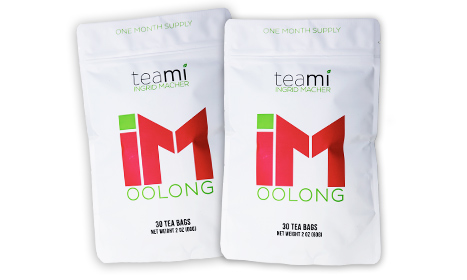 ONE MONTH SUPPLY
teami
INGRID MACHER
iM
OOLONG
30 TEA BAGS
NET WEIGHT 2 OZ (60G)
ONE MONTH SUPPLY
teami
INGRID MACHER
iM
OOLONG
30 TEA BAGS
NET WEIGHT 2 OZ (60G)